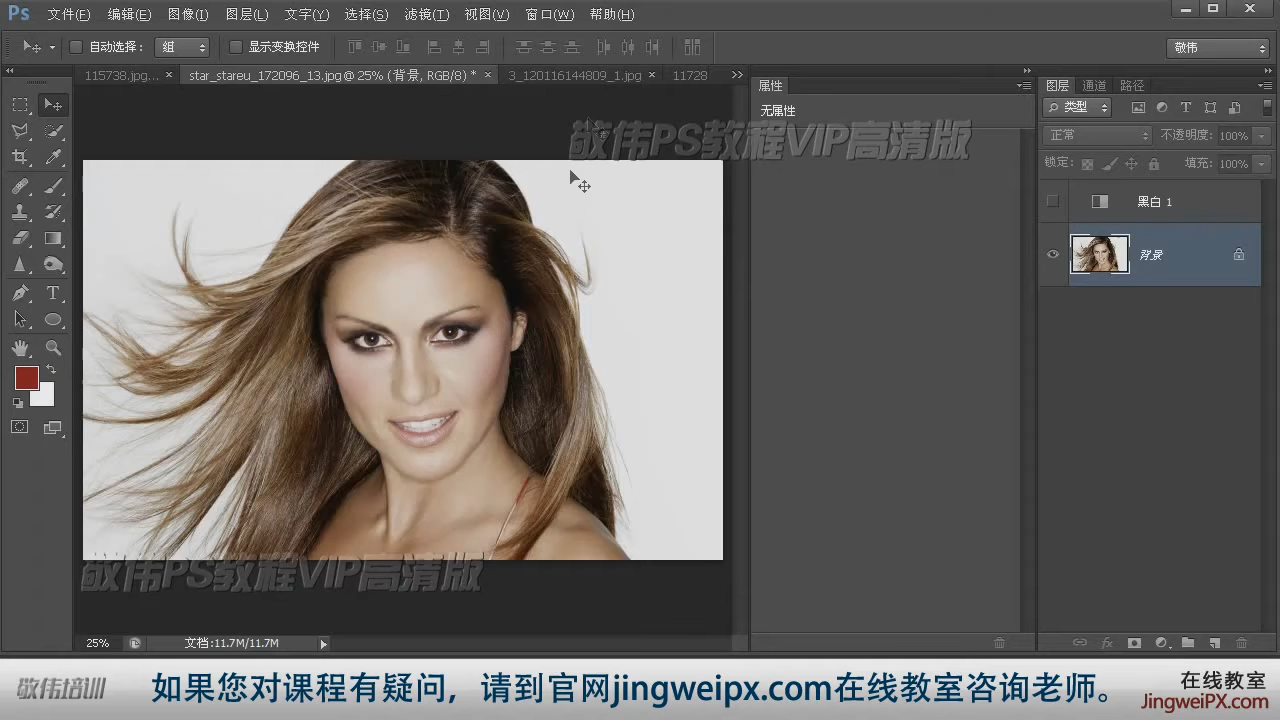 Ps 文件(F) 编辑(E) 图像(I) 图层(L) 文字(Y) 选择(S) 滤镜(T) 视图(V) 窗口(W) 帮助(H)
自动选择: 组 显示变换控件 敬伟
115738.jpg... × star_stareu_172096_13.jpg @ 25% (背景, RGB/8) * × 3_120116144809_1.jpg × 11728
属性
无属性
图层 通道 路径
类型
正常 不透明度: 100%
锁定: 填充: 100%
黑白 1
背景
敬伟PS教程VIP高清版
敬伟PS教程VIP高清版
25% 文档:11.7M/11.7M
敬伟培训 如果您对课程有疑问，请到官网jingweipx.com在线教室咨询老师。
在线教室
JingweiPX.com